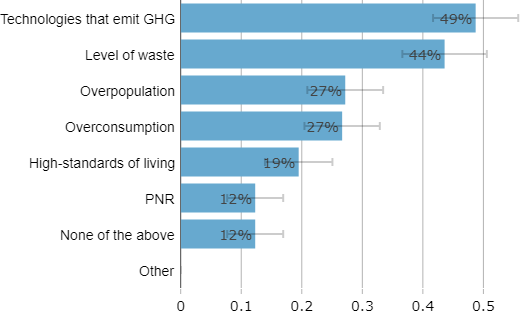 Technologies that emit GHG 49%
Level of waste 44%
Overpopulation 27%
Overconsumption 27%
High-standards of living 19%
PNR 12%
None of the above 12%
Other
0 0.1 0.2 0.3 0.4 0.5